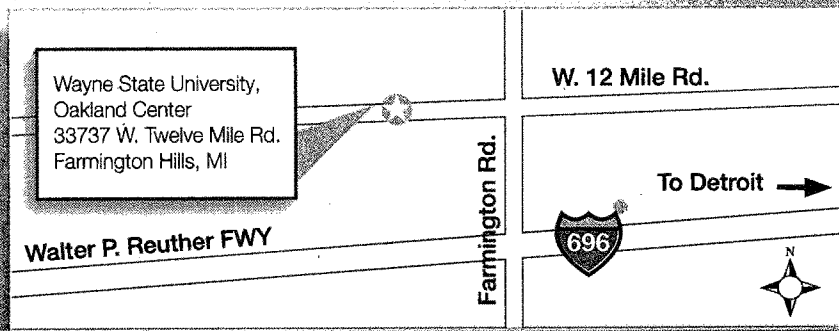 Wayne State University,
Oakland Center
33737 W. Twelve Mile Rd.
Farmington Hills, MI
W. 12 Mile Rd.
Farmington Rd.
To Detroit
Walter P. Reuther FWY
696
N